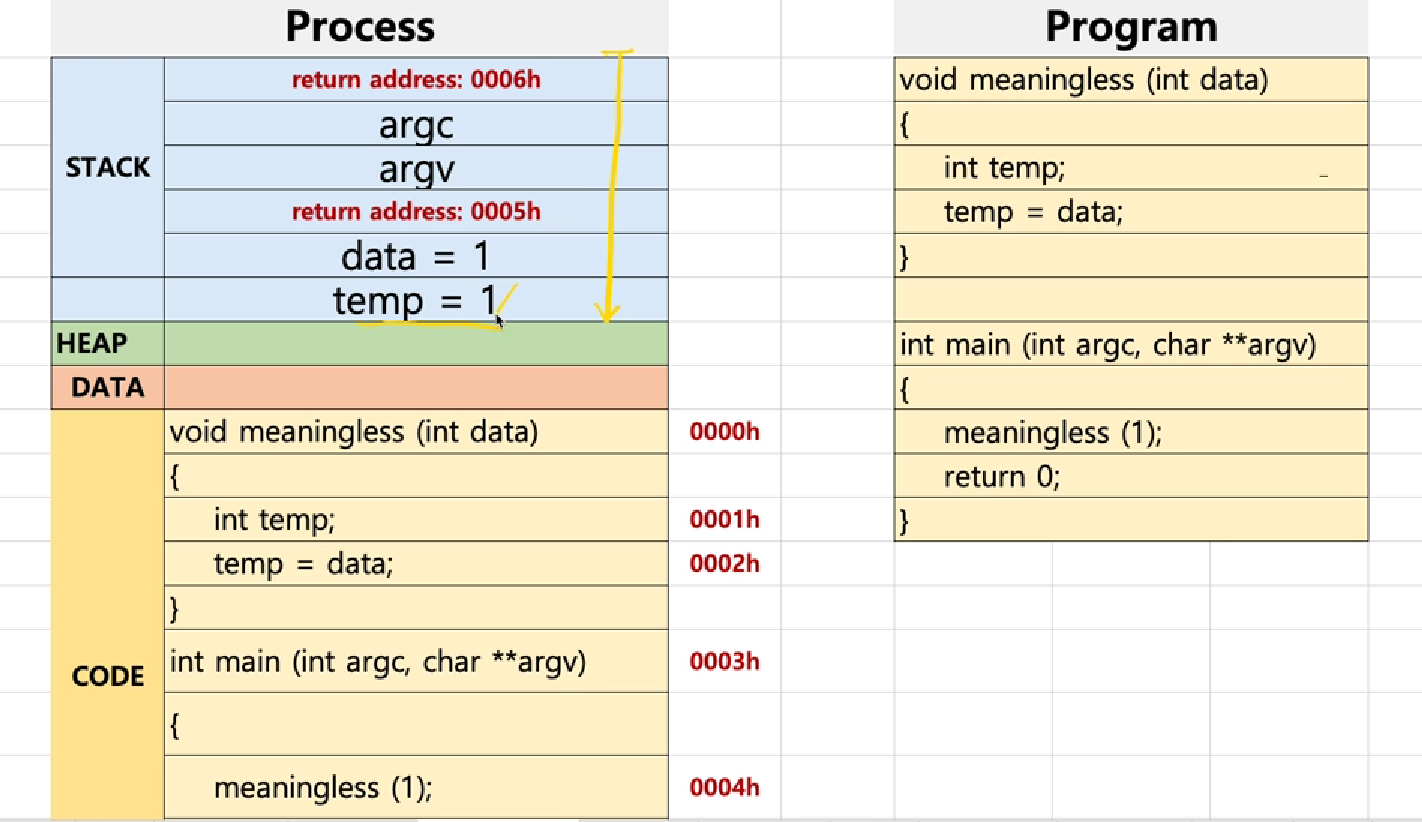 Process
Program
STACK
return address: 0006h
argc
argv
return address: 0005h
data = 1
temp = 1
HEAP
DATA
CODE
void meaningless (int data)
0000h
{
int temp;
0001h
temp = data;
0002h
}
int main (int argc, char **argv)
0003h
{
meaningless (1);
0004h
void meaningless (int data)
{
int temp;
temp = data;
}
int main (int argc, char **argv)
{
meaningless (1);
return 0;
}